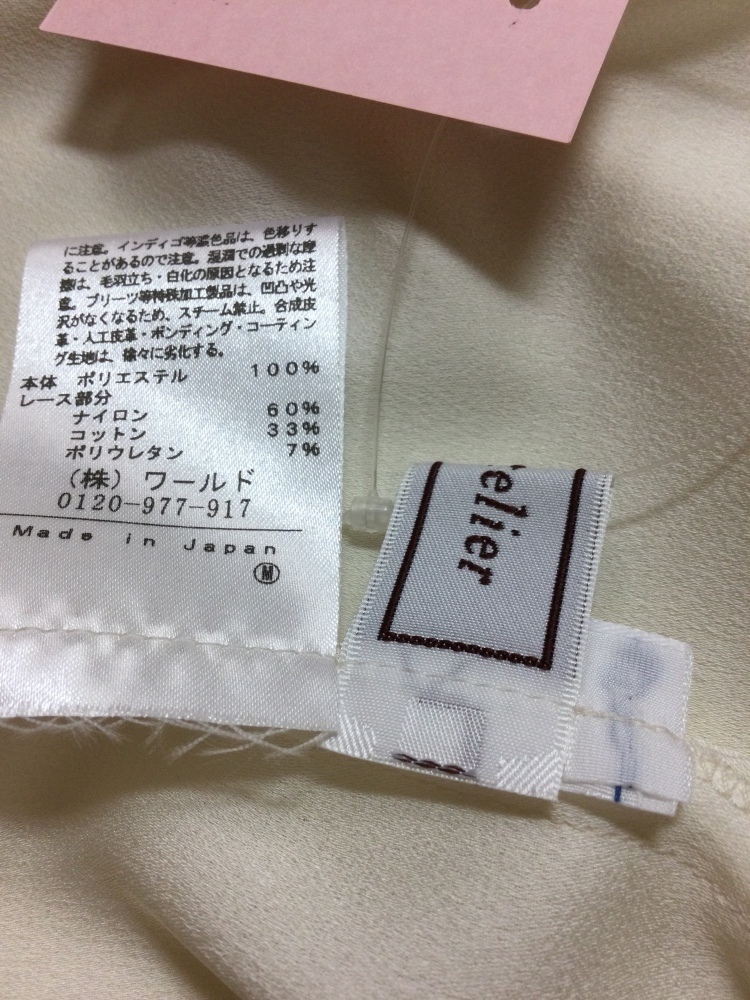 に注意。インディゴ等濃色品は、色移りす
ることがあるので注意。湿潤での過剰な摩
擦は、毛羽立ち・白化の原因となるため注
意。プリーツ等特殊加工製品は、凹凸や光
沢がなくなるため、スチーム禁止。合成皮
革・人工皮革・ボンディング・コーティン
グ生地は、徐々に劣化する。
本体 ポリエステル 100%
レース部分
ナイロン 60%
コットン 33%
ポリウレタン 7%
(株) ワールド
0120-977-917
Made in Japan
Ⓜ
elier